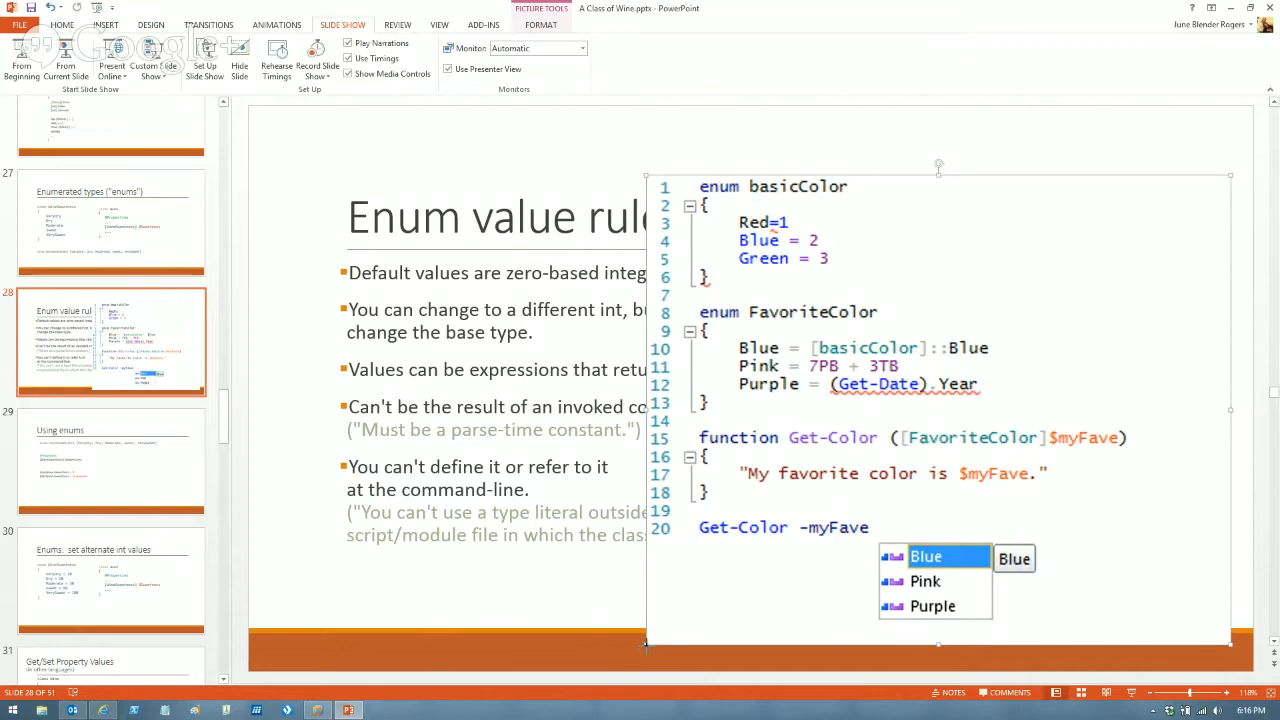 A Class of Wine.pptx - PowerPoint
PICTURE TOOLS
FILE HOME INSERT DESIGN TRANSITIONS ANIMATIONS SLIDE SHOW REVIEW VIEW ADD-INS FORMAT
June Blender Rogers
Google+
From Beginning
From Current Slide
Present Online
Custom Slide Show
Set Up Slide Show
Hide Slide
Rehearse Timings
Record Slide Show
Play Narrations
Use Timings
Show Media Controls
Monitor: Automatic
Use Presenter View
Start Slide Show
Set Up
Monitors
27
Enumerated types ("enums")
28
29
Using enums
30
Enums. set alternate int values
31
Get/Set Property Values
(in other languages)
Enum value rul
Default values are zero-based integ
You can change to a different int, bu
change the base type.
Values can be expressions that retu
Can't be the result of an invoked co
("Must be a parse-time constant.")
You can't define it or refer to it
at the command-line.
("You can't use a type literal outside
script/module file in which the class
1 enum basicColor
2 {
3 Red=1
4 Blue = 2
5 Green = 3
6 }
7
8 enum FavoriteColor
9 {
10 Blue = [basicColor]::Blue
11 Pink = 7PB + 3TB
12 Purple = (Get-Date).Year
13 }
14
15 function Get-Color ([FavoriteColor]$myFave)
16 {
17 "My favorite color is $myFave."
18 }
19
20 Get-Color -myFave
Blue
Blue
Pink
Purple
SLIDE 28 OF 51
NOTES
COMMENTS
118%
6:16 PM